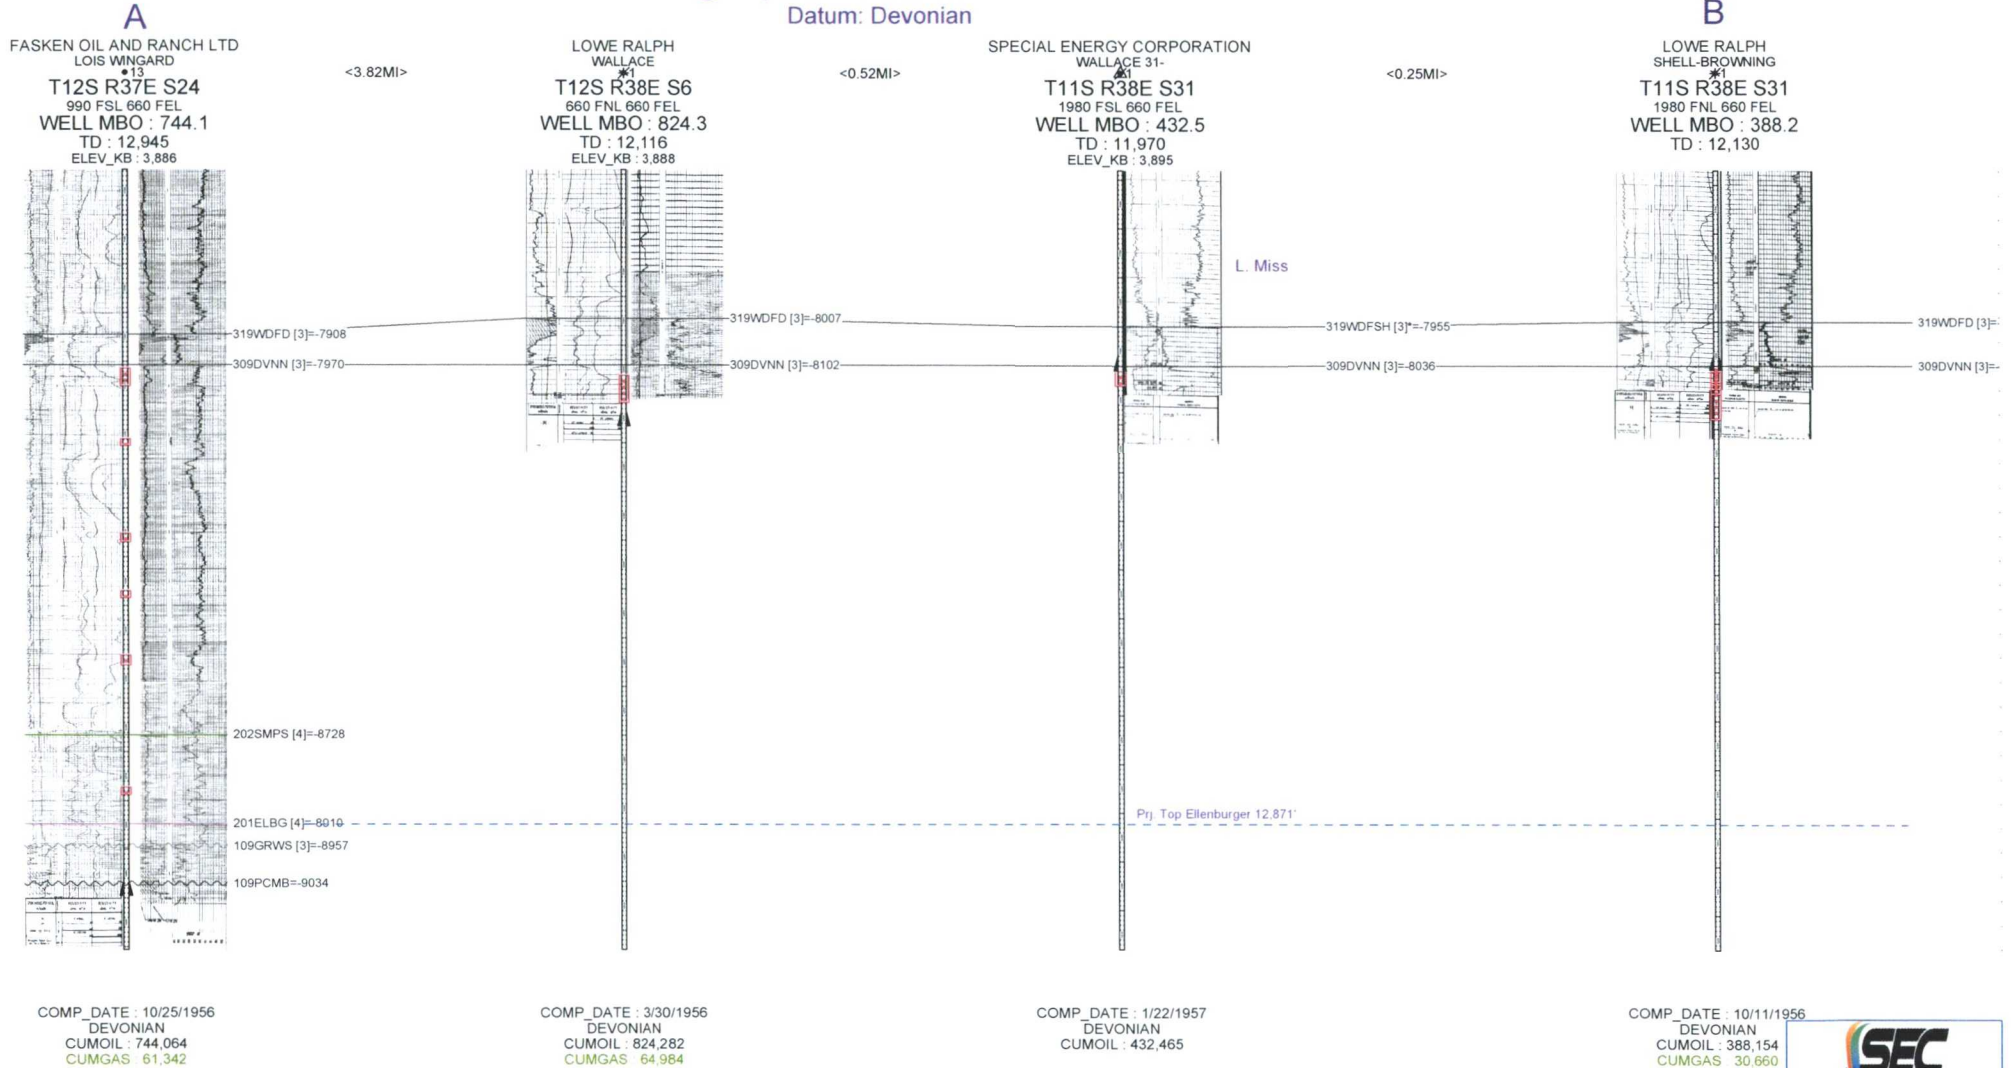 A
Datum: Devonian
B
FASKEN OIL AND RANCH LTD
LOIS WINGARD
13
T12S R37E S24
990 FSL 660 FEL
WELL MBO : 744.1
TD : 12,945
ELEV_KB : 3,886
<3.82MI>
LOWE RALPH
WALLACE
1
T12S R38E S6
660 FNL 660 FEL
WELL MBO : 824.3
TD : 12,116
ELEV_KB : 3,888
<0.52MI>
SPECIAL ENERGY CORPORATION
WALLACE 31-
1
T11S R38E S31
1980 FSL 660 FEL
WELL MBO : 432.5
TD : 11,970
ELEV_KB : 3,895
<0.25MI>
LOWE RALPH
SHELL-BROWNING
1
T11S R38E S31
1980 FNL 660 FEL
WELL MBO : 388.2
TD : 12,130
L. Miss
319WDFD [3]=-7908
319WDFD [3]=-8007
319WDFSH [3]*=-7955
319WDFD [3]=-
309DVNN [3]=-7970
309DVNN [3]=-8102
309DVNN [3]=-8036
309DVNN [3]=-
202SMPS [4]=-8728
201ELBG [4]=-8910
Prj. Top Ellenburger 12,871'
109GRWS [3]=-8957
109PCMB=-9034
COMP_DATE : 10/25/1956
DEVONIAN
CUMOIL : 744,064
CUMGAS 61,342
COMP_DATE : 3/30/1956
DEVONIAN
CUMOIL : 824,282
CUMGAS 64,984
COMP_DATE : 1/22/1957
DEVONIAN
CUMOIL : 432,465
COMP_DATE : 10/11/1956
DEVONIAN
CUMOIL : 388,154
CUMGAS 30,660
SEC